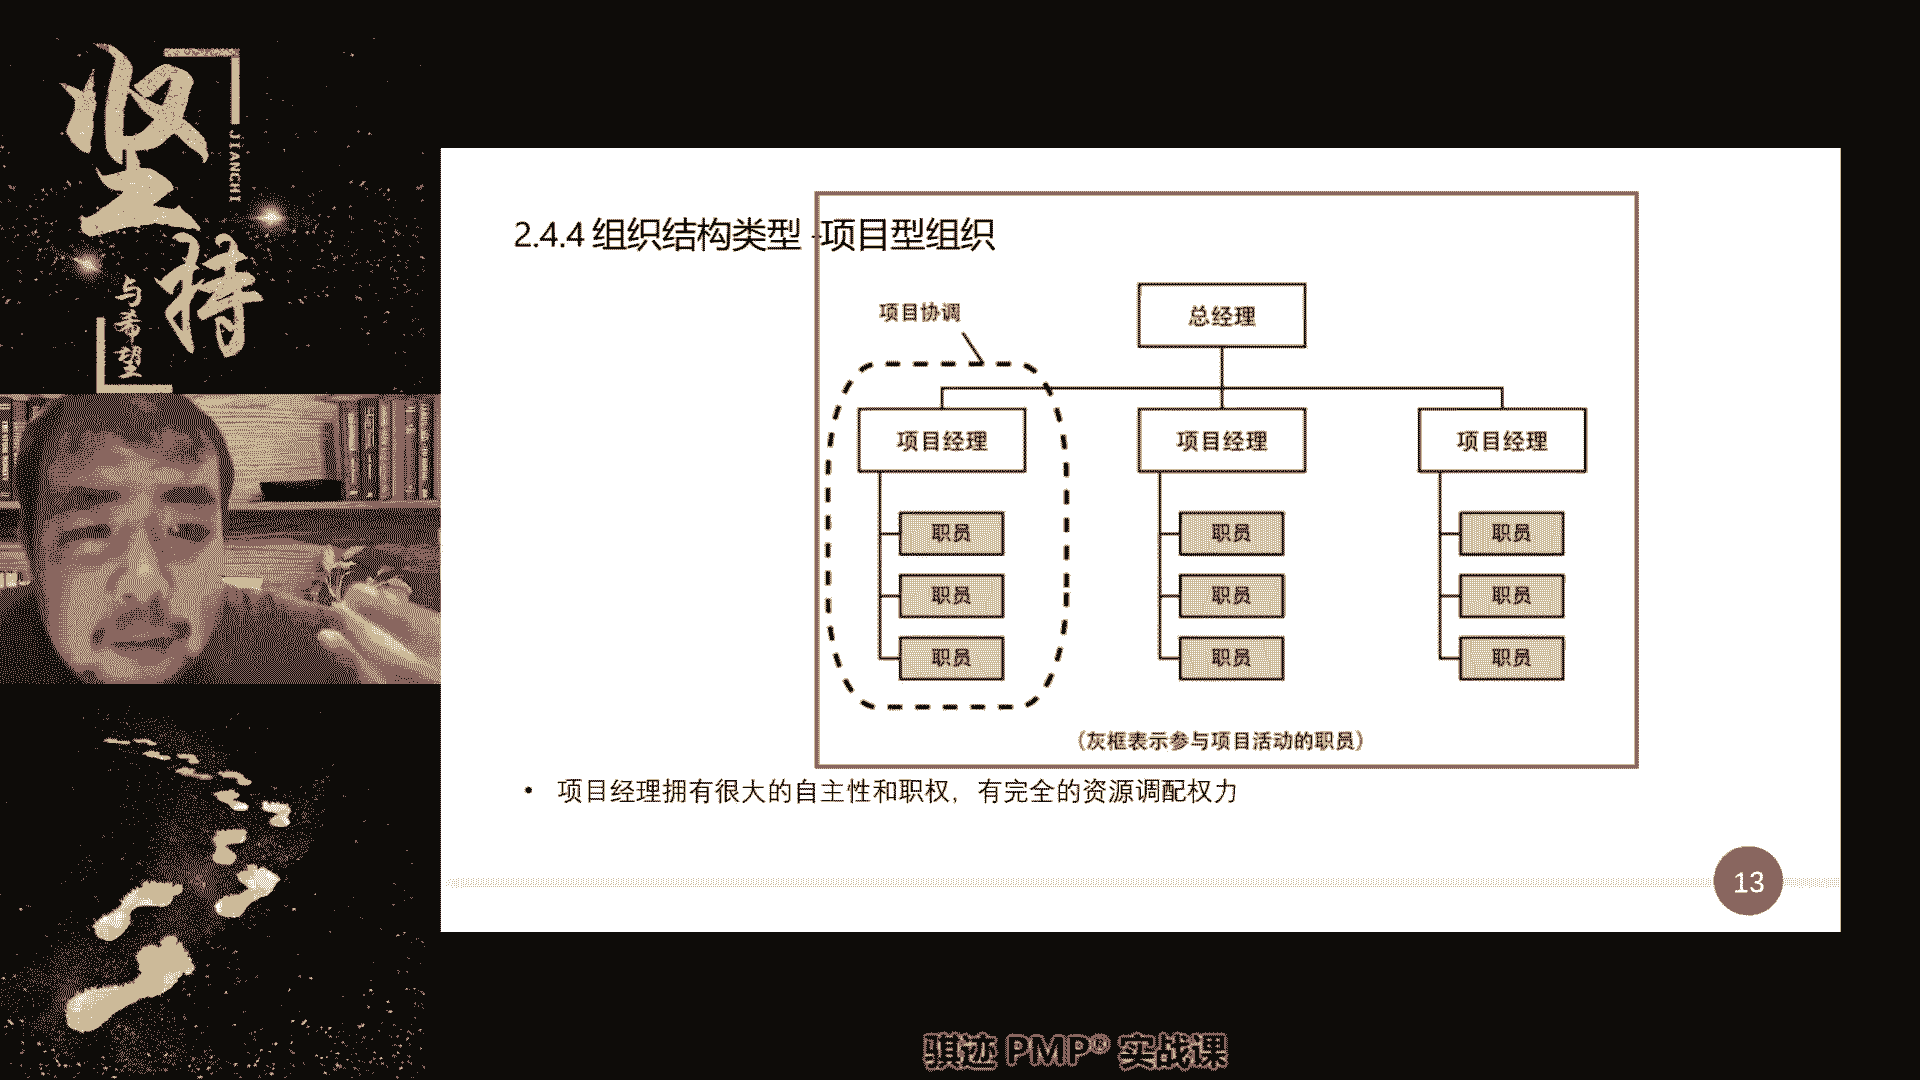 坚持
JIANCHI
与希望
2.4.4 组织结构类型 -项目型组织
项目协调
总经理
项目经理
项目经理
项目经理
职员
职员
职员
职员
职员
职员
职员
职员
职员
(灰框表示参与项目活动的职员)
• 项目经理拥有很大的自主性和职权，有完全的资源调配权力
13
骐迹 PMP® 实战课